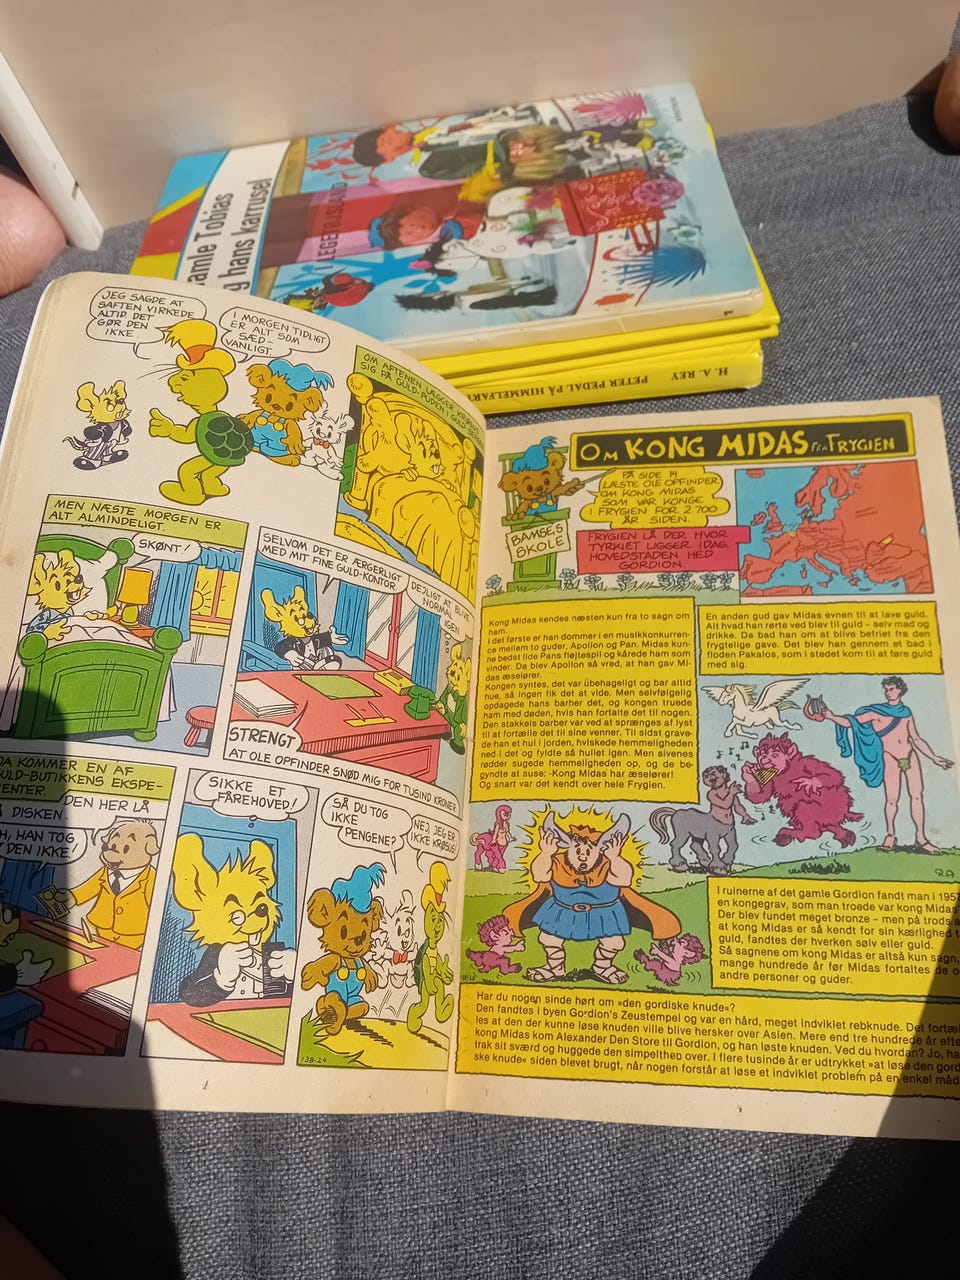 amle Tobias
g hans karrusel
LEGETØJSLAND
H. A. REY
PETER PEDAL PÅ HIMMELFART
JEG SAGDE AT
SAFTEN VIRKEDE
ALTID. DET
GØR DEN
IKKE.
I MORGEN TIDLIGT
ER ALT SOM
SÆD-
VANLIGT.
OM AFTENEN LÆGGER
SIG PÅ GULD-PUDEN I
MEN NÆSTE MORGEN ER
ALT ALMINDELIGT.
SKØNT!
SELVOM DET ER ÆRGERLIGT
MED MIT FINE GULD-KONTOR
DEJLIGT AT BLIVE
NORMAL
IGEN
STRENGT
AT OLE OPFINDER SNØD MIG FOR TUSIND KRONER
DA KOMMER EN AF
GULD-BUTIKKENS EKSPE-
DENTER.
DEN HER LÅ
Å DISKEN.
H, HAN TOG
DEN IKKE!
SIKKE ET
FÅREHOVED!
SÅ DU TOG
IKKE
PENGENE?
NEJ, JEG ER
IKKE KRØSUS!
138-24
OM KONG MIDAS FRA FRYGIEN
BAMSES
SKOLE
PÅ SIDE 14
LÆSTE OLE OPFINDER
OM KONG MIDAS
SOM VAR KONGE
I FRYGIEN FOR 2.700
ÅR SIDEN.
FRYGIEN LÅ DER, HVOR
TYRKIET LIGGER IDAG.
HOVEDSTADEN HED
GORDION.
Kong Midas kendes næsten kun fra to sagn om
ham.
I det første er han dommer i en musikkonkurren-
ce mellem to guder, Apollon og Pan. Midas kun-
ne bedst lide Pans fløjtespil og kårede ham som
vinder. Da blev Apollon så vred, at han gav Mi-
das æselører.
Kongen syntes, det var ubehageligt og bar altid
hue, så ingen fik det at vide. Men selvfølgelig
opdagede hans barber det, og kongen truede
ham med døden, hvis han fortalte det til nogen.
Den stakkels barber var ved at sprænges af lyst
til at fortælle det til sine venner. Til sidst grave-
de han et hul i jorden, hviskede hemmeligheden
ned i det og fyldte så hullet igen. Men sivenes
rødder sugede hemmeligheden op, og de be-
gyndte at suse: -Kong Midas har æselører!
Og snart var det kendt over hele Frygien.
En anden gud gav Midas evnen til at lave guld.
Alt hvad han rørte ved blev til guld – selv mad og
drikke. Da bad han om at blive befriet fra den
frygtelige gave. Det blev han gennem et bad i
floden Pakalos, som i stedet kom til at føre guld
med sig.
I ruinerne af det gamle Gordion fandt man i 1957
en kongegrav, som man troede var kong Midas'
Der blev fundet meget bronze – men på trods a
at kong Midas er så kendt for sin kærlighed t
guld, fandtes der hverken sølv eller guld.
Så sagnene om kong Midas er altså kun sagn,
mange hundrede år før Midas fortaltes de o
andre personer og guder.
Har du nogen sinde hørt om »den gordiske knude«?
Den fandtes i byen Gordion's Zeustempel og var en hård, meget indviklet rebknude. Det fortæl
les at den der kunne løse knuden ville blive hersker over Asien. Mere end tre hundrede år efte
kong Midas kom Alexander Den Store til Gordion, og han løste knuden. Ved du hvordan? Jo, ha
trak sit sværd og huggede den simpelthen over. I flere tusinde år er udtrykket »at løse den gord
ske knude« siden blevet brugt, når nogen forstår at løse et indviklet problem på en enkel måd